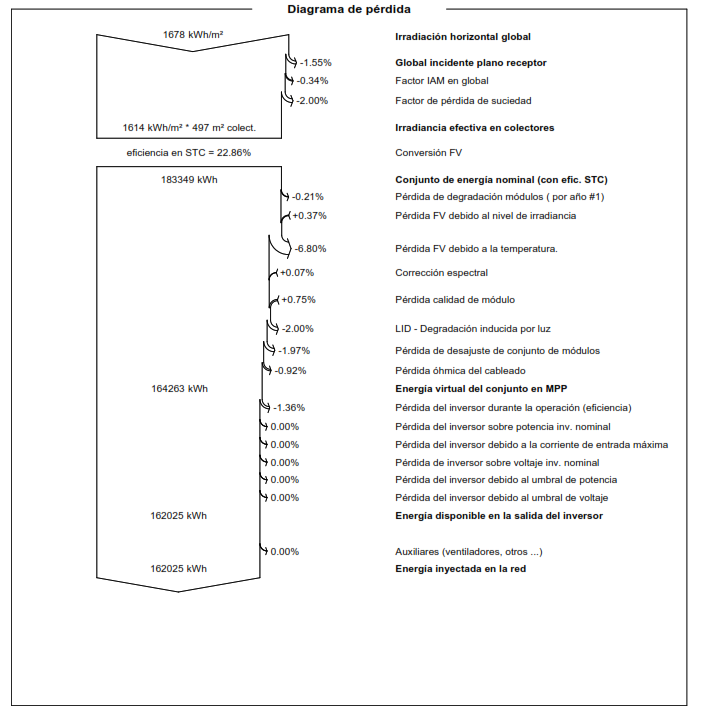 Diagrama de pérdida
1678 kWh/m² Irradiación horizontal global
-1.55% Global incidente plano receptor
-0.34% Factor IAM en global
-2.00% Factor de pérdida de suciedad
1614 kWh/m² * 497 m² colect. Irradiancia efectiva en colectores
eficiencia en STC = 22.86% Conversión FV
183349 kWh Conjunto de energía nominal (con efic. STC)
-0.21% Pérdida de degradación módulos ( por año #1)
+0.37% Pérdida FV debido al nivel de irradiancia
-6.80% Pérdida FV debido a la temperatura.
+0.07% Corrección espectral
+0.75% Pérdida calidad de módulo
-2.00% LID - Degradación inducida por luz
-1.97% Pérdida de desajuste de conjunto de módulos
-0.92% Pérdida óhmica del cableado
164263 kWh Energía virtual del conjunto en MPP
-1.36% Pérdida del inversor durante la operación (eficiencia)
0.00% Pérdida del inversor sobre potencia inv. nominal
0.00% Pérdida del inversor debido a la corriente de entrada máxima
0.00% Pérdida de inversor sobre voltaje inv. nominal
0.00% Pérdida del inversor debido al umbral de potencia
0.00% Pérdida del inversor debido al umbral de voltaje
162025 kWh Energía disponible en la salida del inversor
0.00% Auxiliares (ventiladores, otros ...)
162025 kWh Energía inyectada en la red